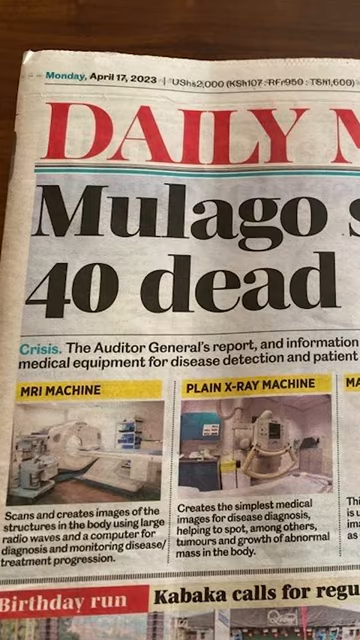 Monday, April 17, 2023 | USh2,000 (KSh107, RFr950, TSh1,600)
DAILY
Mulago
40 dead
Crisis. The Auditor General's report, and information
medical equipment for disease detection and patient
MRI MACHINE
Scans and creates images of the
structures in the body using large
radio waves and a computer for
diagnosis and monitoring disease/
treatment progression.
PLAIN X-RAY MACHINE
Creates the simplest medical
images for disease diagnosis,
helping to spot, among others,
tumours and growth of abnormal
mass in the body.
Birthday run
Kabaka calls for regu